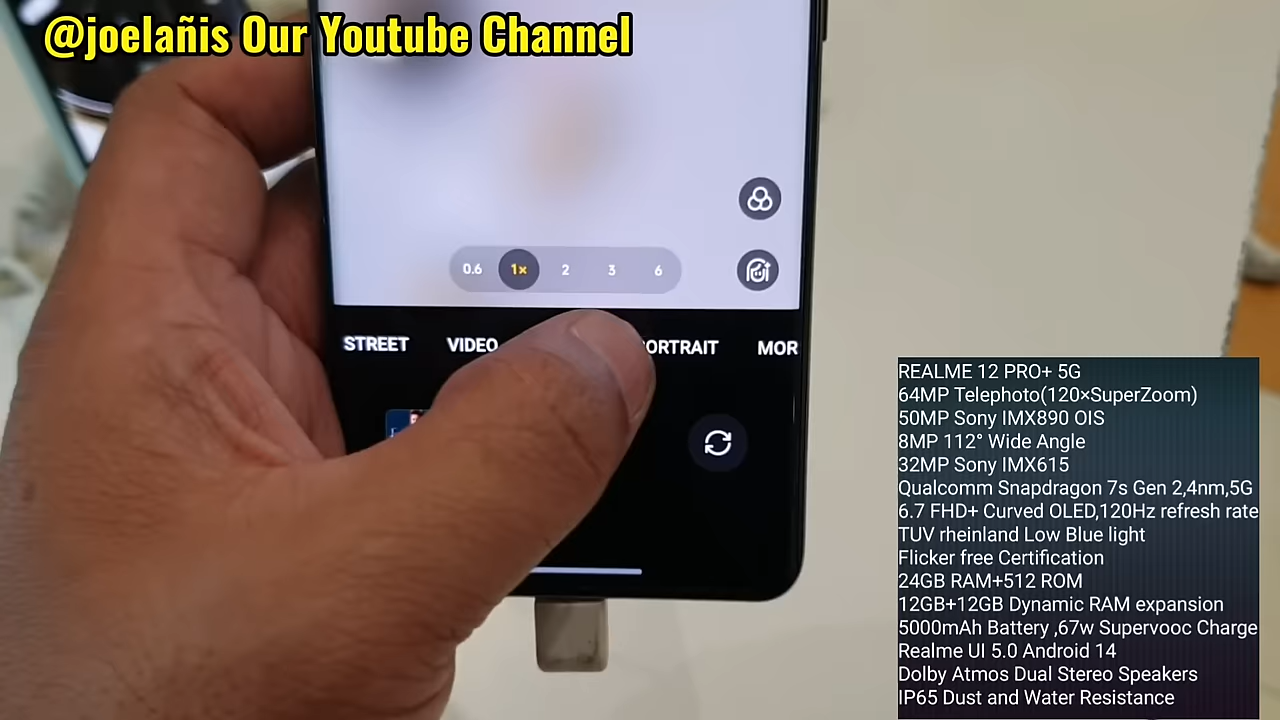 @joelañis Our Youtube Channel
0.6 1× 2 3 6
STREET VIDEO ORTRAIT MOR
REALME 12 PRO+ 5G
64MP Telephoto(120×SuperZoom)
50MP Sony IMX890 OIS
8MP 112° Wide Angle
32MP Sony IMX615
Qualcomm Snapdragon 7s Gen 2,4nm,5G
6.7 FHD+ Curved OLED,120Hz refresh rate
TUV rheinland Low Blue light
Flicker free Certification
24GB RAM+512 ROM
12GB+12GB Dynamic RAM expansion
5000mAh Battery ,67w Supervooc Charge
Realme UI 5.0 Android 14
Dolby Atmos Dual Stereo Speakers
IP65 Dust and Water Resistance